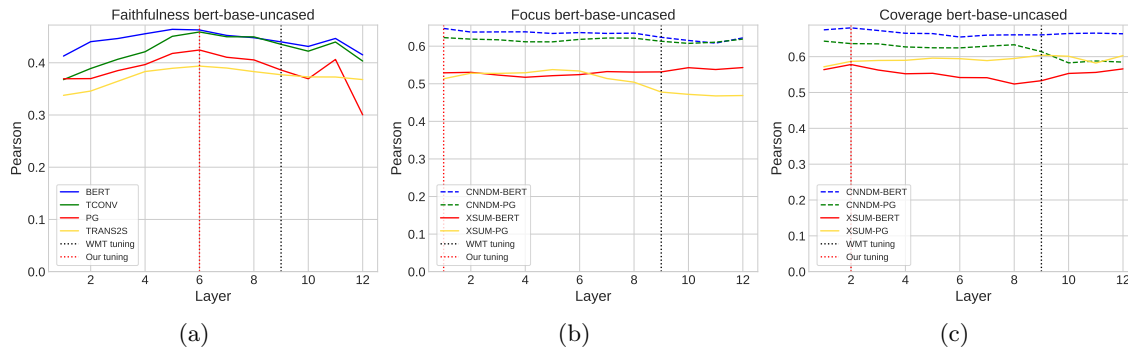 Faithfulness bert-base-uncased
Pearson
0.4
0.3
0.2
0.1
0.0
BERT
TCONV
PG
TRANS2S
WMT tuning
Our tuning
2 4 6 8 10 12
Layer
(a)
Focus bert-base-uncased
Pearson
0.6
0.5
0.4
0.3
0.2
0.1
0.0
CNNDM-BERT
CNNDM-PG
XSUM-BERT
XSUM-PG
WMT tuning
Our tuning
2 4 6 8 10 12
Layer
(b)
Coverage bert-base-uncased
Pearson
0.6
0.5
0.4
0.3
0.2
0.1
0.0
CNNDM-BERT
CNNDM-PG
XSUM-BERT
XSUM-PG
WMT tuning
Our tuning
2 4 6 8 10 12
Layer
(c)